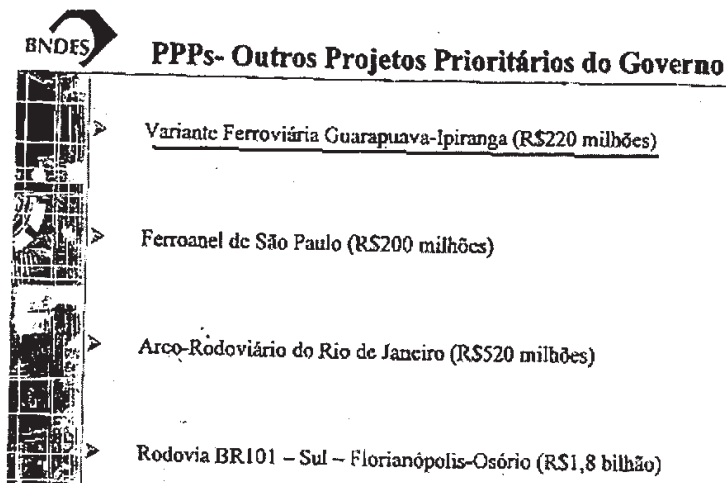 BNDES
PPPs- Outros Projetos Prioritários do Governo
Variante Ferroviária Guarapuava-Ipiranga (R$220 milhões)
Ferroanel de São Paulo (R$200 milhões)
Arco-Rodoviário do Rio de Janeiro (R$520 milhões)
Rodovia BR101 – Sul – Florianópolis-Osório (R$1,8 bilhão)